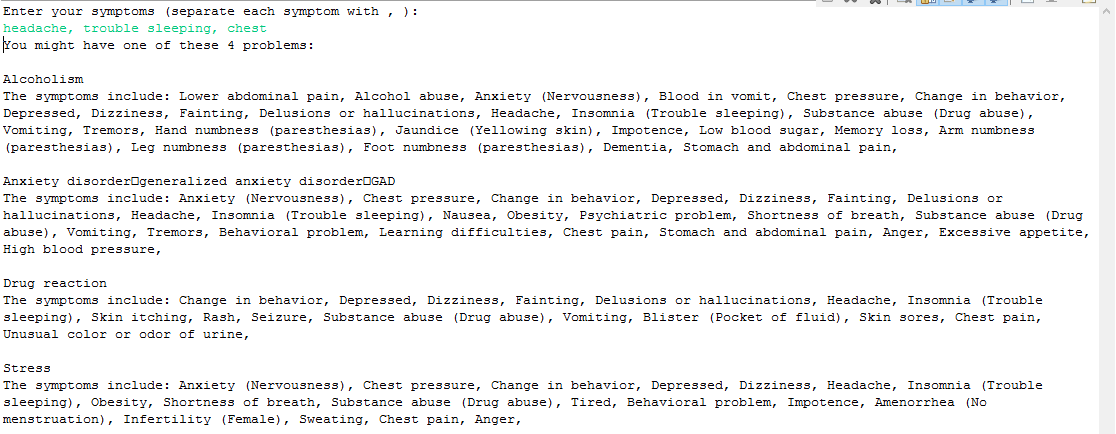 Enter your symptoms (separate each symptom with , ):
headache, trouble sleeping, chest
You might have one of these 4 problems:
Alcoholism
The symptoms include: Lower abdominal pain, Alcohol abuse, Anxiety (Nervousness), Blood in vomit, Chest pressure, Change in behavior,
Depressed, Dizziness, Fainting, Delusions or hallucinations, Headache, Insomnia (Trouble sleeping), Substance abuse (Drug abuse),
Vomiting, Tremors, Hand numbness (paresthesias), Jaundice (Yellowing skin), Impotence, Low blood sugar, Memory loss, Arm numbness
(paresthesias), Leg numbness (paresthesias), Foot numbness (paresthesias), Dementia, Stomach and abdominal pain,
Anxiety disorder□generalized anxiety disorder□GAD
The symptoms include: Anxiety (Nervousness), Chest pressure, Change in behavior, Depressed, Dizziness, Fainting, Delusions or
hallucinations, Headache, Insomnia (Trouble sleeping), Nausea, Obesity, Psychiatric problem, Shortness of breath, Substance abuse (Drug
abuse), Vomiting, Tremors, Behavioral problem, Learning difficulties, Chest pain, Stomach and abdominal pain, Anger, Excessive appetite,
High blood pressure,
Drug reaction
The symptoms include: Change in behavior, Depressed, Dizziness, Fainting, Delusions or hallucinations, Headache, Insomnia (Trouble
sleeping), Skin itching, Rash, Seizure, Substance abuse (Drug abuse), Vomiting, Blister (Pocket of fluid), Skin sores, Chest pain,
Unusual color or odor of urine,
Stress
The symptoms include: Anxiety (Nervousness), Chest pressure, Change in behavior, Depressed, Dizziness, Headache, Insomnia (Trouble
sleeping), Obesity, Shortness of breath, Substance abuse (Drug abuse), Tired, Behavioral problem, Impotence, Amenorrhea (No
menstruation), Infertility (Female), Sweating, Chest pain, Anger,